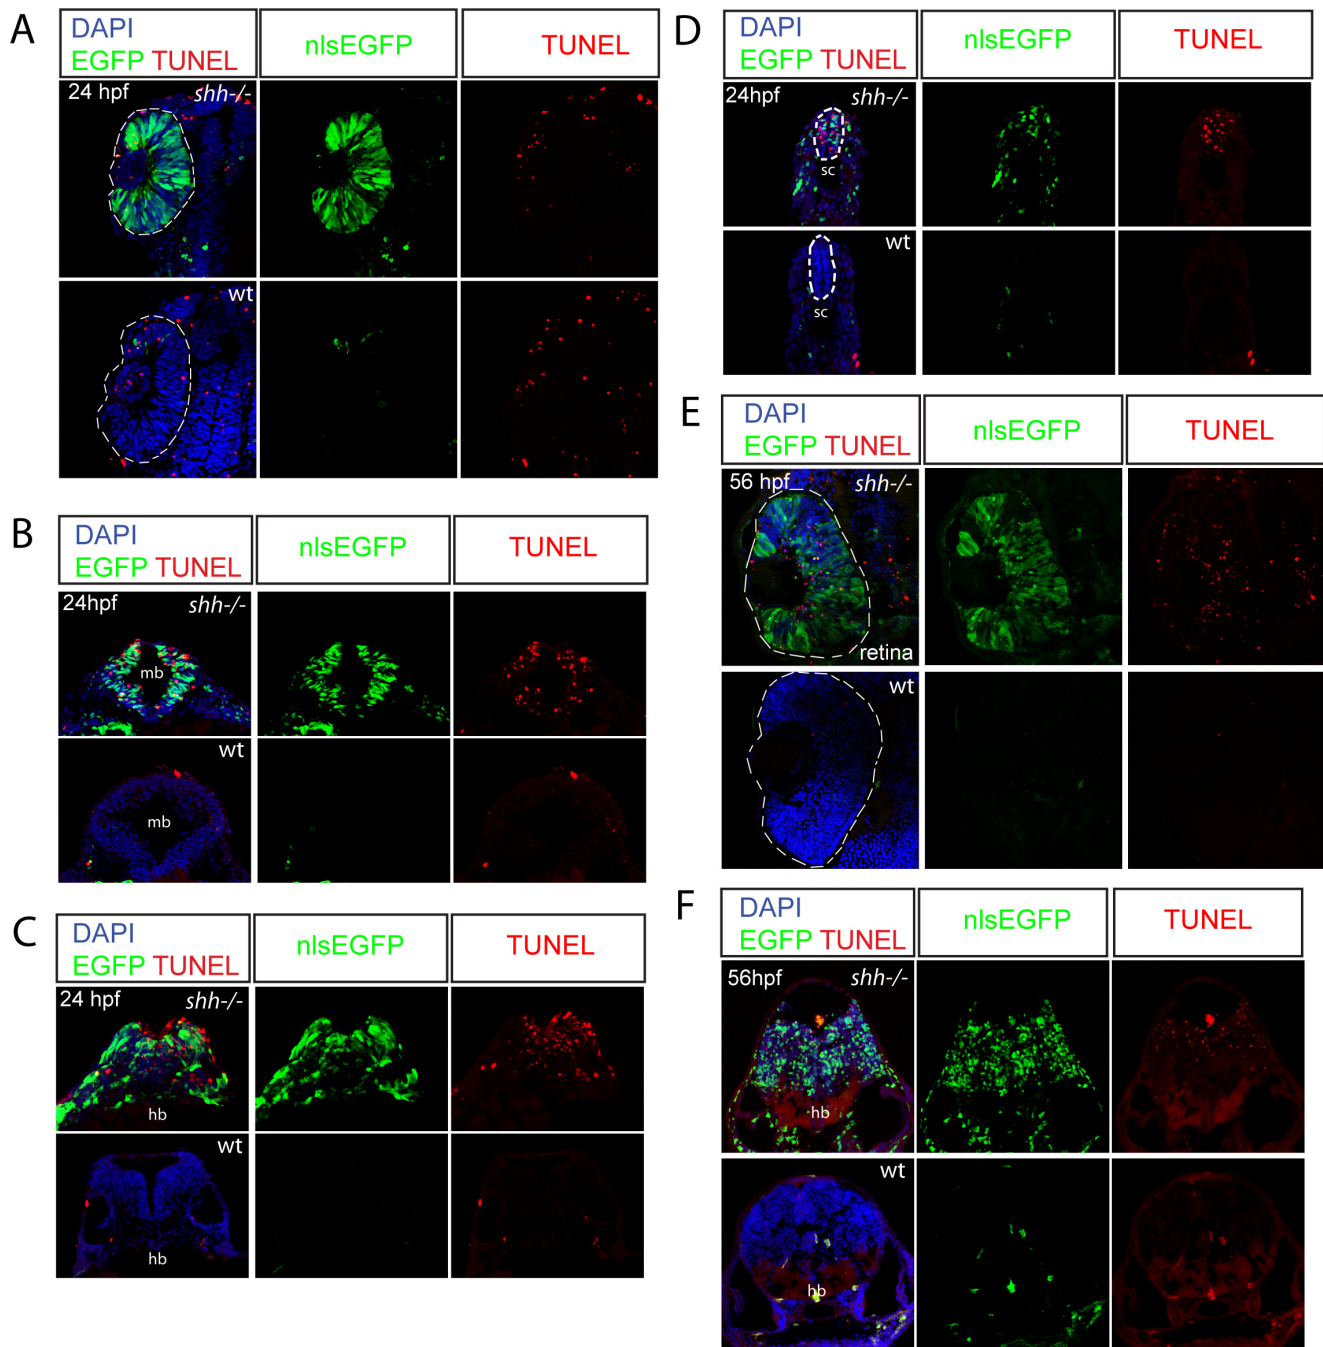 A
DAPI
EGFP TUNEL
nlsEGFP
TUNEL
24 hpf
shh-/-
wt
B
DAPI
EGFP TUNEL
nlsEGFP
TUNEL
24hpf
shh-/-
mb
wt
mb
C
DAPI
EGFP TUNEL
nlsEGFP
TUNEL
24 hpf
shh-/-
hb
wt
hb
D
DAPI
EGFP TUNEL
nlsEGFP
TUNEL
24hpf
shh-/-
sc
wt
sc
E
DAPI
EGFP TUNEL
nlsEGFP
TUNEL
56 hpf
shh-/-
retina
wt
F
DAPI
EGFP TUNEL
nlsEGFP
TUNEL
56hpf
shh-/-
hb
wt
hb